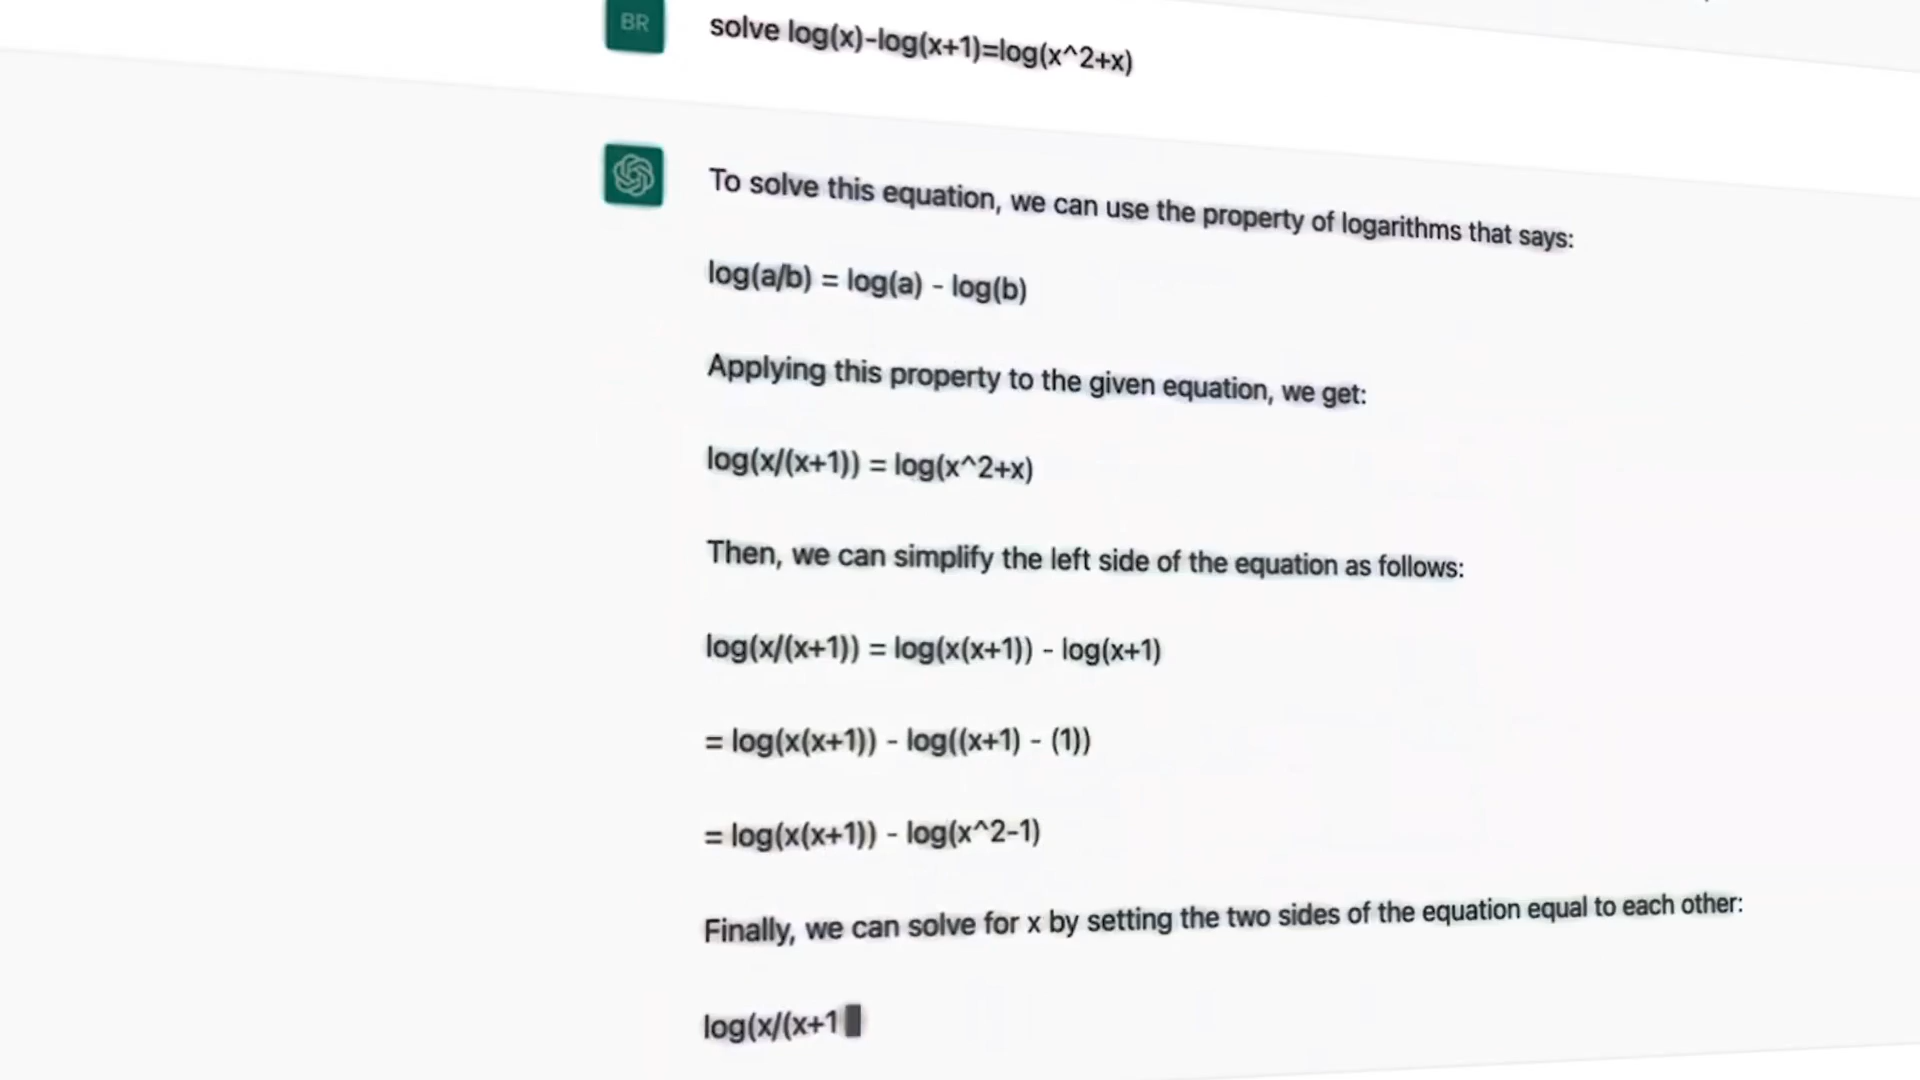 BR
solve log(x)-log(x+1)=log(x^2+x)
To solve this equation, we can use the property of logarithms that says:
log(a/b) = log(a) - log(b)
Applying this property to the given equation, we get:
log(x/(x+1)) = log(x^2+x)
Then, we can simplify the left side of the equation as follows:
log(x/(x+1)) = log(x(x+1)) - log(x+1)
= log(x(x+1)) - log((x+1) - (1))
= log(x(x+1)) - log(x^2-1)
Finally, we can solve for x by setting the two sides of the equation equal to each other:
log(x/(x+1